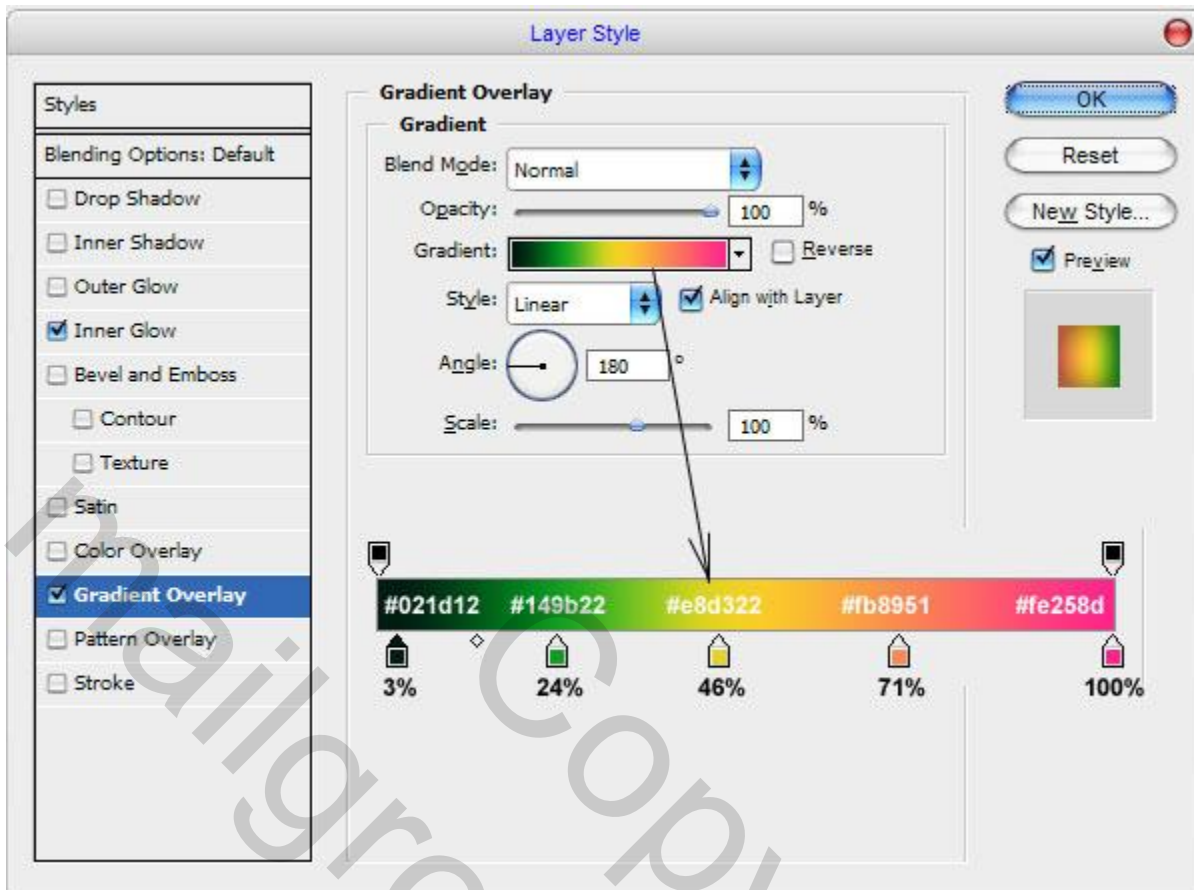 Layer Style
Styles
Blending Options: Default
Drop Shadow
Inner Shadow
Outer Glow
Inner Glow
Bevel and Emboss
Contour
Texture
Satin
Color Overlay
Gradient Overlay
Pattern Overlay
Stroke
Gradient Overlay
Gradient
Blend Mode: Normal
Opacity: 100 %
Gradient: Reverse
Style: Linear Align with Layer
Angle: 180 °
Scale: 100 %
#021d12 #149b22 #e8d322 #fb8951 #fe258d
3% 24% 46% 71% 100%
OK
Reset
New Style...
Preview
mailgro
Copy